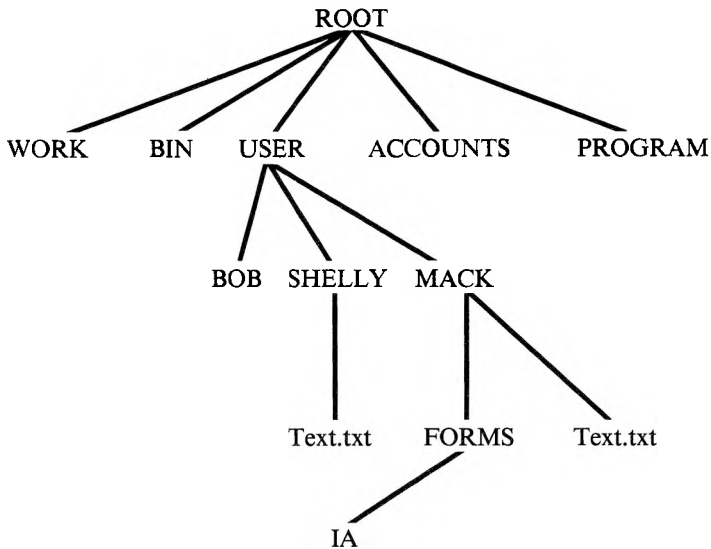 ROOT
WORK BIN USER ACCOUNTS PROGRAM
BOB SHELLY MACK
Text.txt FORMS Text.txt
IA